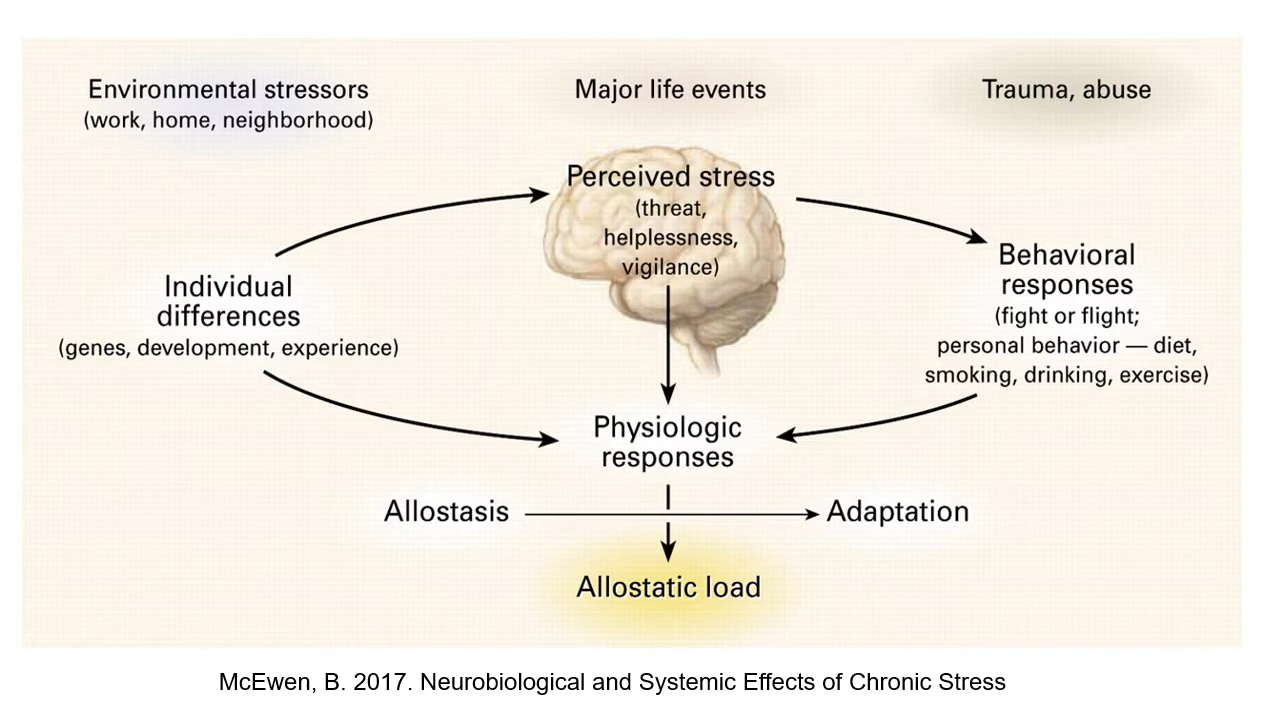 Environmental stressors
(work, home, neighborhood)
Major life events
Trauma, abuse
Perceived stress
(threat,
helplessness,
vigilance)
Individual
differences
(genes, development, experience)
Behavioral
responses
(fight or flight;
personal behavior — diet,
smoking, drinking, exercise)
Physiologic
responses
Allostasis
Adaptation
Allostatic load
McEwen, B. 2017. Neurobiological and Systemic Effects of Chronic Stress